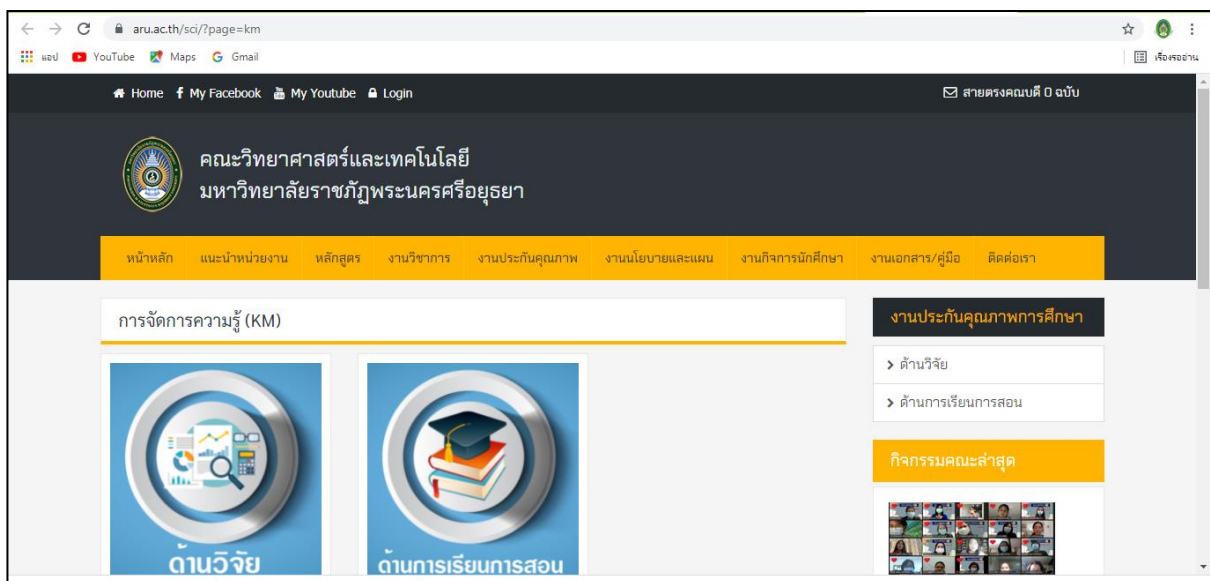 aru.ac.th/sci/?page=km
แอป YouTube Maps Gmail เรื่องรออ่าน
Home My Facebook My Youtube Login สายตรงคณบดี 0 ฉบับ
คณะวิทยาศาสตร์และเทคโนโลยี
มหาวิทยาลัยราชภัฏพระนครศรีอยุธยา
หน้าหลัก แนะนำหน่วยงาน หลักสูตร งานวิชาการ งานประกันคุณภาพ งานนโยบายและแผน งานกิจการนักศึกษา งานเอกสาร/คู่มือ ติดต่อเรา
การจัดการความรู้ (KM)
ด้านวิจัย
ด้านการเรียนการสอน
งานประกันคุณภาพการศึกษา
ด้านวิจัย
ด้านการเรียนการสอน
กิจกรรมคณะล่าสุด